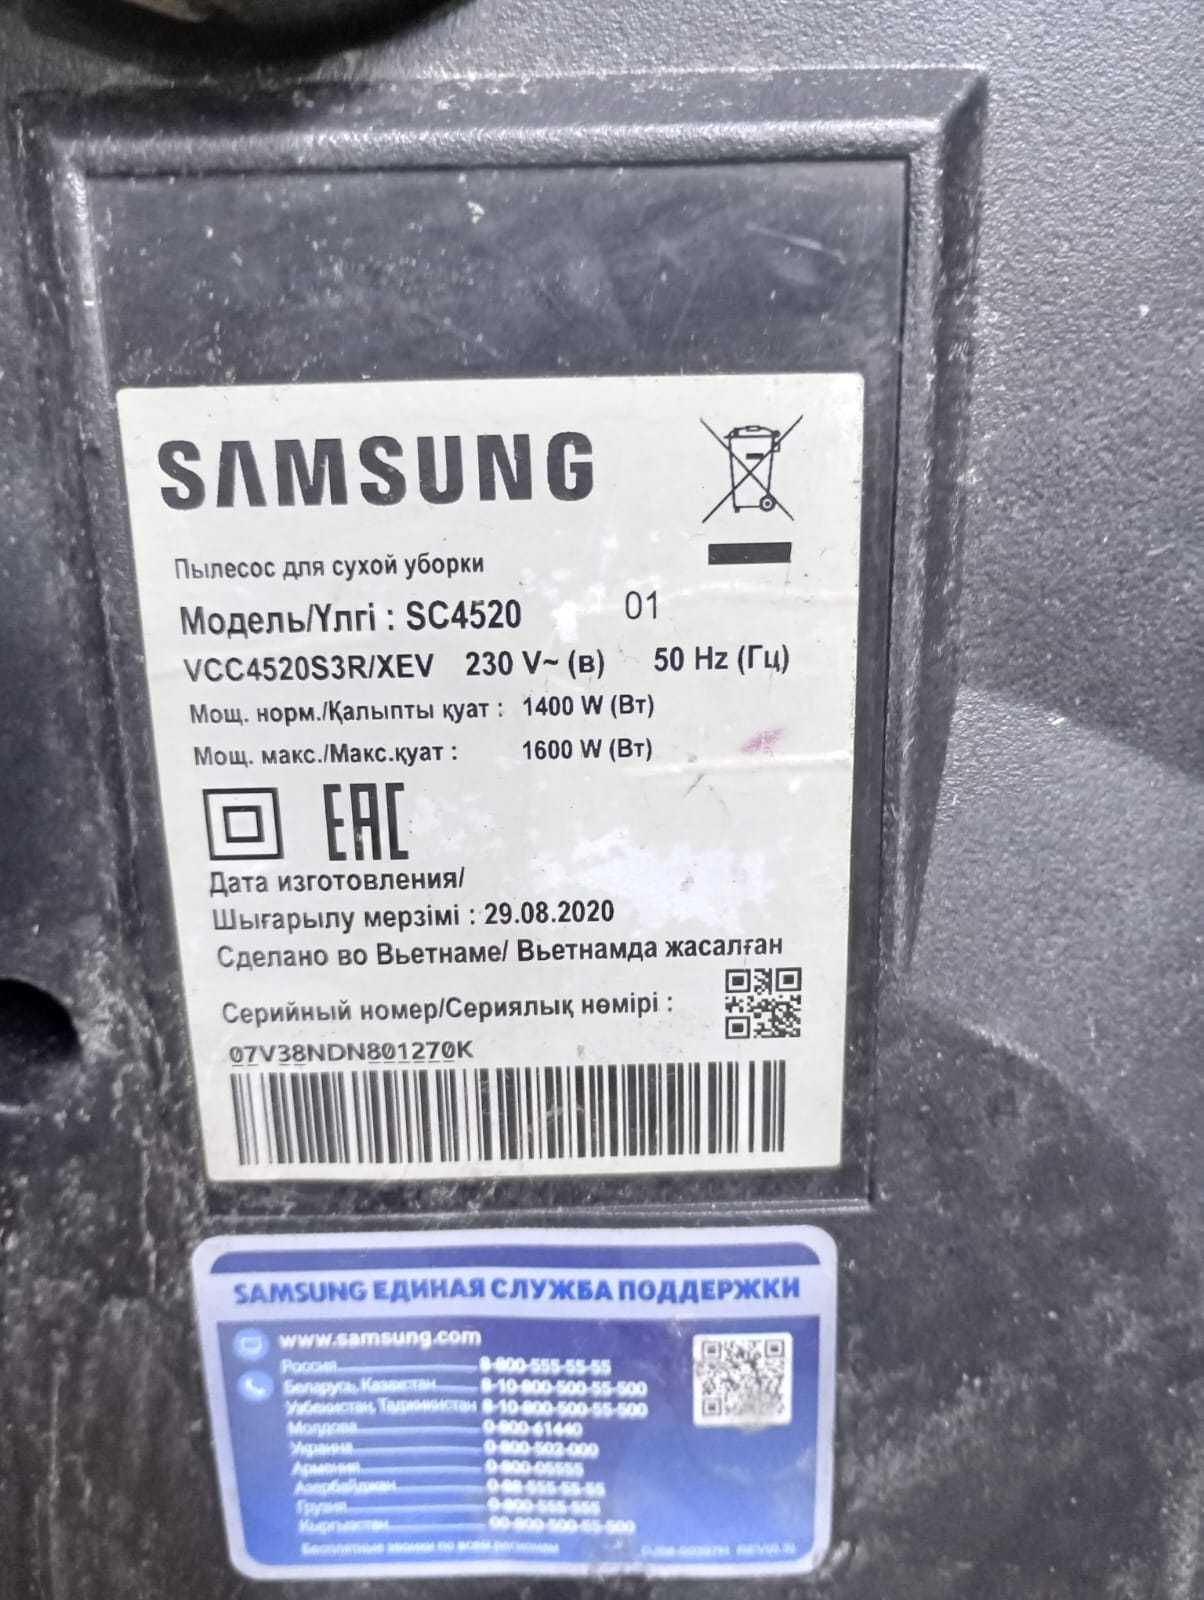 SAMSUNG
Пылесос для сухой уборки
Модель/Үлгі : SC4520 01
VCC4520S3R/XEV 230 V~ (в) 50 Hz (Гц)
Мощ. норм./Қалыпты қуат : 1400 W (Вт)
Мощ. макс./Макс.қуат : 1600 W (Вт)
EAC
Дата изготовления/
Шығарылу мерзімі : 29.08.2020
Сделано во Вьетнаме/ Вьетнамда жасалған
Серийный номер/Сериялық нөмірі :
07V38NDN801270K
SAMSUNG ЕДИНАЯ СЛУЖБА ПОДДЕРЖКИ
www.samsung.com
Россия 8-800-555-55-55
Беларусь, Казахстан 8-10-800-500-55-500
Узбекистан, Таджикистан 8-10-800-500-55-500
Молдова 0-800-61440
Украина 0-800-502-000
Армения 0-800-05555
Азербайджан 0-88-555-55-55
Грузия 0-800-555-555
Кыргызстан 00-800-500-55-500
Бесплатные звонки по всем регионам